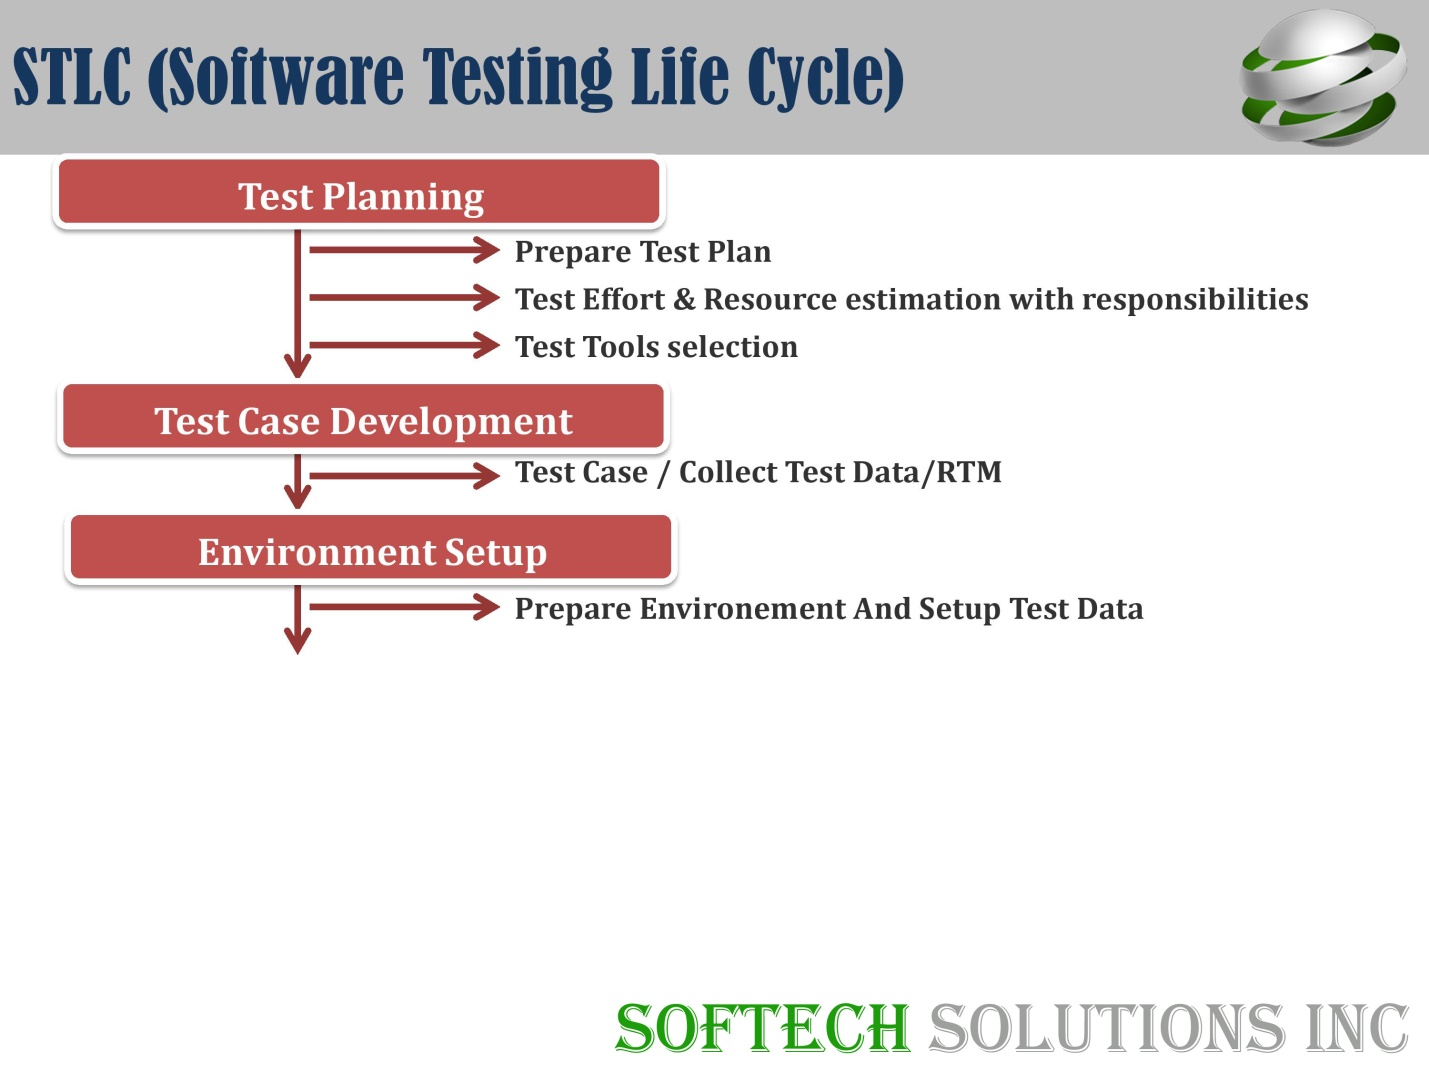 STLC (Software Testing Life Cycle)
Test Planning
Prepare Test Plan
Test Effort & Resource estimation with responsibilities
Test Tools selection
Test Case Development
Test Case / Collect Test Data/RTM
Environment Setup
Prepare Environement And Setup Test Data
SOFTECH SOLUTIONS INC